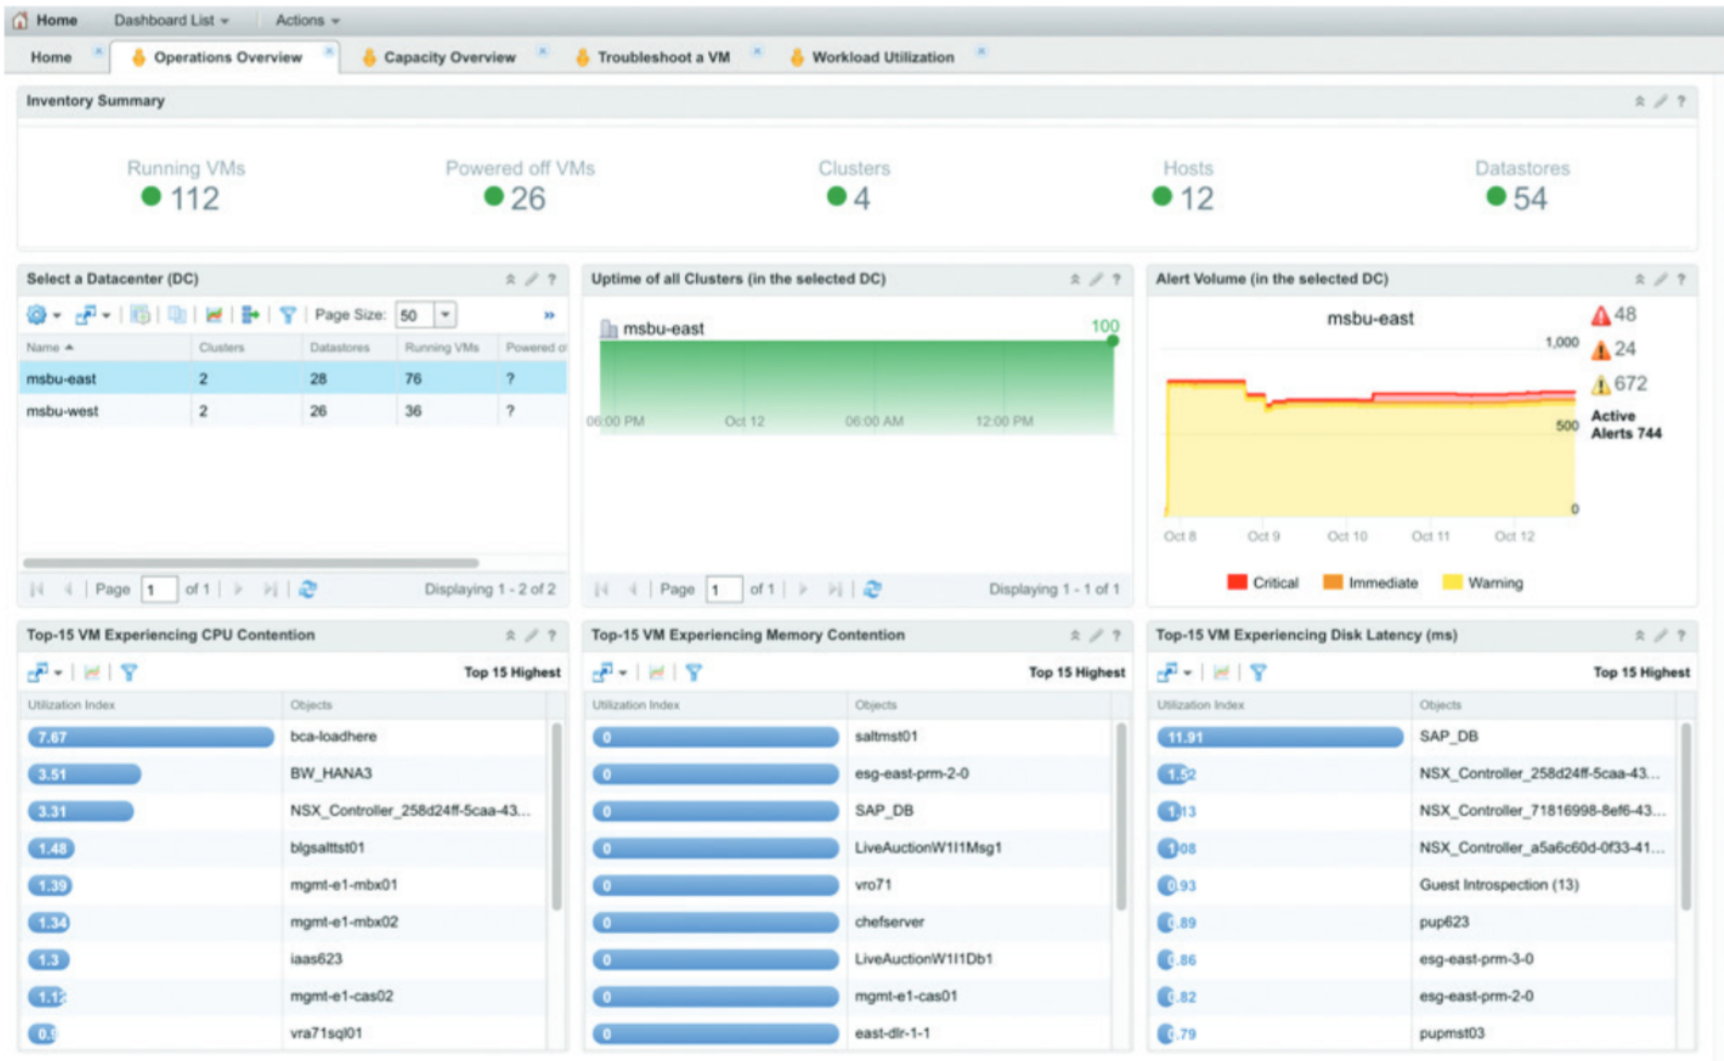 Home Dashboard List Actions
Home Operations Overview Capacity Overview Troubleshoot a VM Workload Utilization
Inventory Summary ?
Running VMs Powered off VMs Clusters Hosts Datastores
112 26 4 12 54
Select a Datacenter (DC) ?
Page Size: 50 »
Name Clusters Datastores Running VMs Powered o
msbu-east 2 28 76 ?
msbu-west 2 26 36 ?
Page 1 of 1 Displaying 1 - 2 of 2
Uptime of all Clusters (in the selected DC) ?
msbu-east 100
06:00 PM Oct 12 06:00 AM 12:00 PM
Page 1 of 1 Displaying 1 - 1 of 1
Alert Volume (in the selected DC) ?
msbu-east
1,000
500
0
Oct 8 Oct 9 Oct 10 Oct 11 Oct 12
48
24
672
Active
Alerts 744
Critical Immediate Warning
Top-15 VM Experiencing CPU Contention ?
Top 15 Highest
Utilization Index Objects
7.67 bca-loadhere
3.51 BW_HANA3
3.31 NSX_Controller_258d24ff-5caa-43...
1.48 blgsalttst01
1.39 mgmt-e1-mbx01
1.34 mgmt-e1-mbx02
1.3 iaas623
1.12 mgmt-e1-cas02
vra71sql01
Top-15 VM Experiencing Memory Contention ?
Top 15 Highest
Utilization Index Objects
0 saltmst01
0 esg-east-prm-2-0
0 SAP_DB
0 LiveAuctionW1I1Msg1
0 vro71
0 chefserver
0 LiveAuctionW1I1Db1
0 mgmt-e1-cas01
0 east-dlr-1-1
Top-15 VM Experiencing Disk Latency (ms) ?
Top 15 Highest
Utilization Index Objects
11.91 SAP_DB
1.52 NSX_Controller_258d24ff-5caa-43...
1.13 NSX_Controller_71816998-8ef6-43...
1.08 NSX_Controller_a5a6c60d-0f33-41...
0.93 Guest Introspection (13)
0.89 pup623
0.86 esg-east-prm-3-0
0.82 esg-east-prm-2-0
0.79 pupmst03